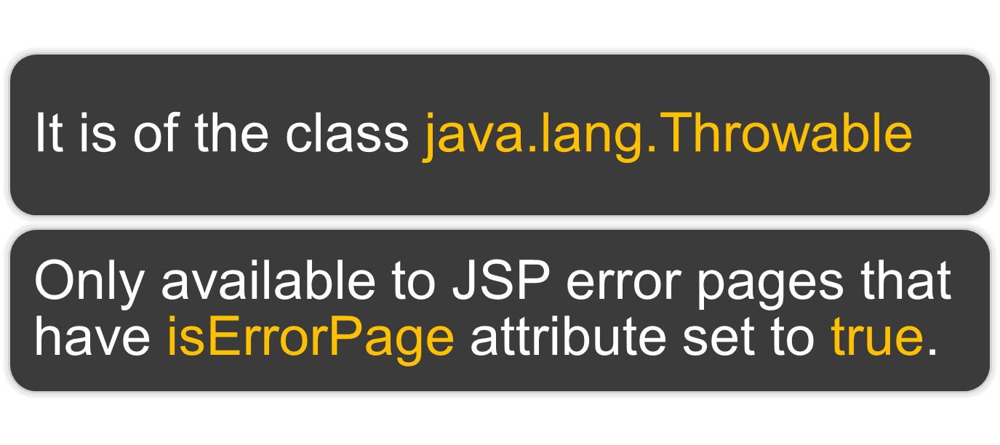 It is of the class java.lang.Throwable
Only available to JSP error pages that
have isErrorPage attribute set to true.